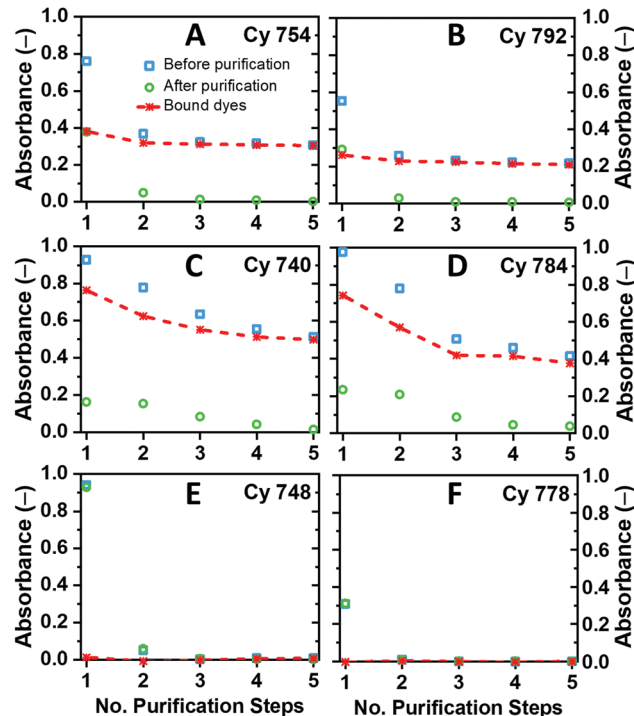 A Cy 754
Before purification
After purification
Bound dyes
1.0
0.8
0.6
0.4
0.2
0.0
1 2 3 4 5
Absorbance (–)
B Cy 792
1.0
0.8
0.6
0.4
0.2
0.0
1 2 3 4 5
Absorbance (–)
C Cy 740
1.0
0.8
0.6
0.4
0.2
0.0
1 2 3 4 5
Absorbance (–)
D Cy 784
1.0
0.8
0.6
0.4
0.2
0.0
1 2 3 4 5
Absorbance (–)
E Cy 748
1.0
0.8
0.6
0.4
0.2
0.0
1 2 3 4 5
Absorbance (–)
No. Purification Steps
F Cy 778
1.0
0.8
0.6
0.4
0.2
0.0
1 2 3 4 5
Absorbance (–)
No. Purification Steps